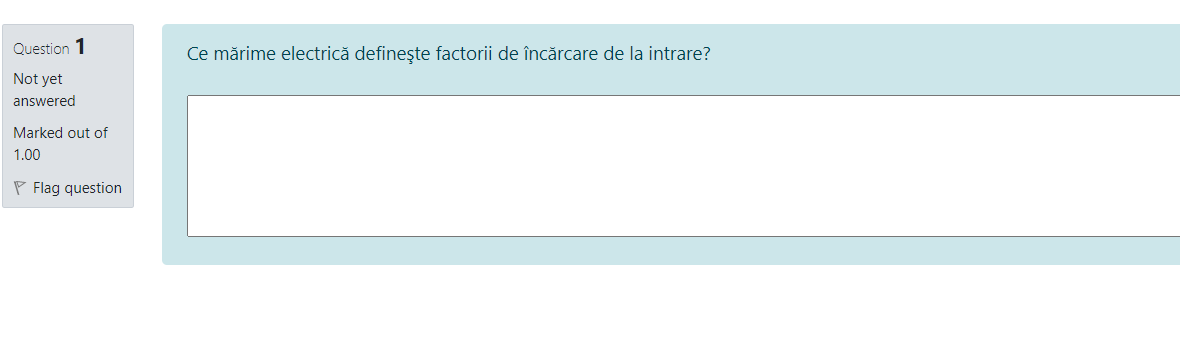 Question 1
Not yet
answered
Marked out of
1.00
Flag question
Ce mărime electrică defineşte factorii de încărcare de la intrare?